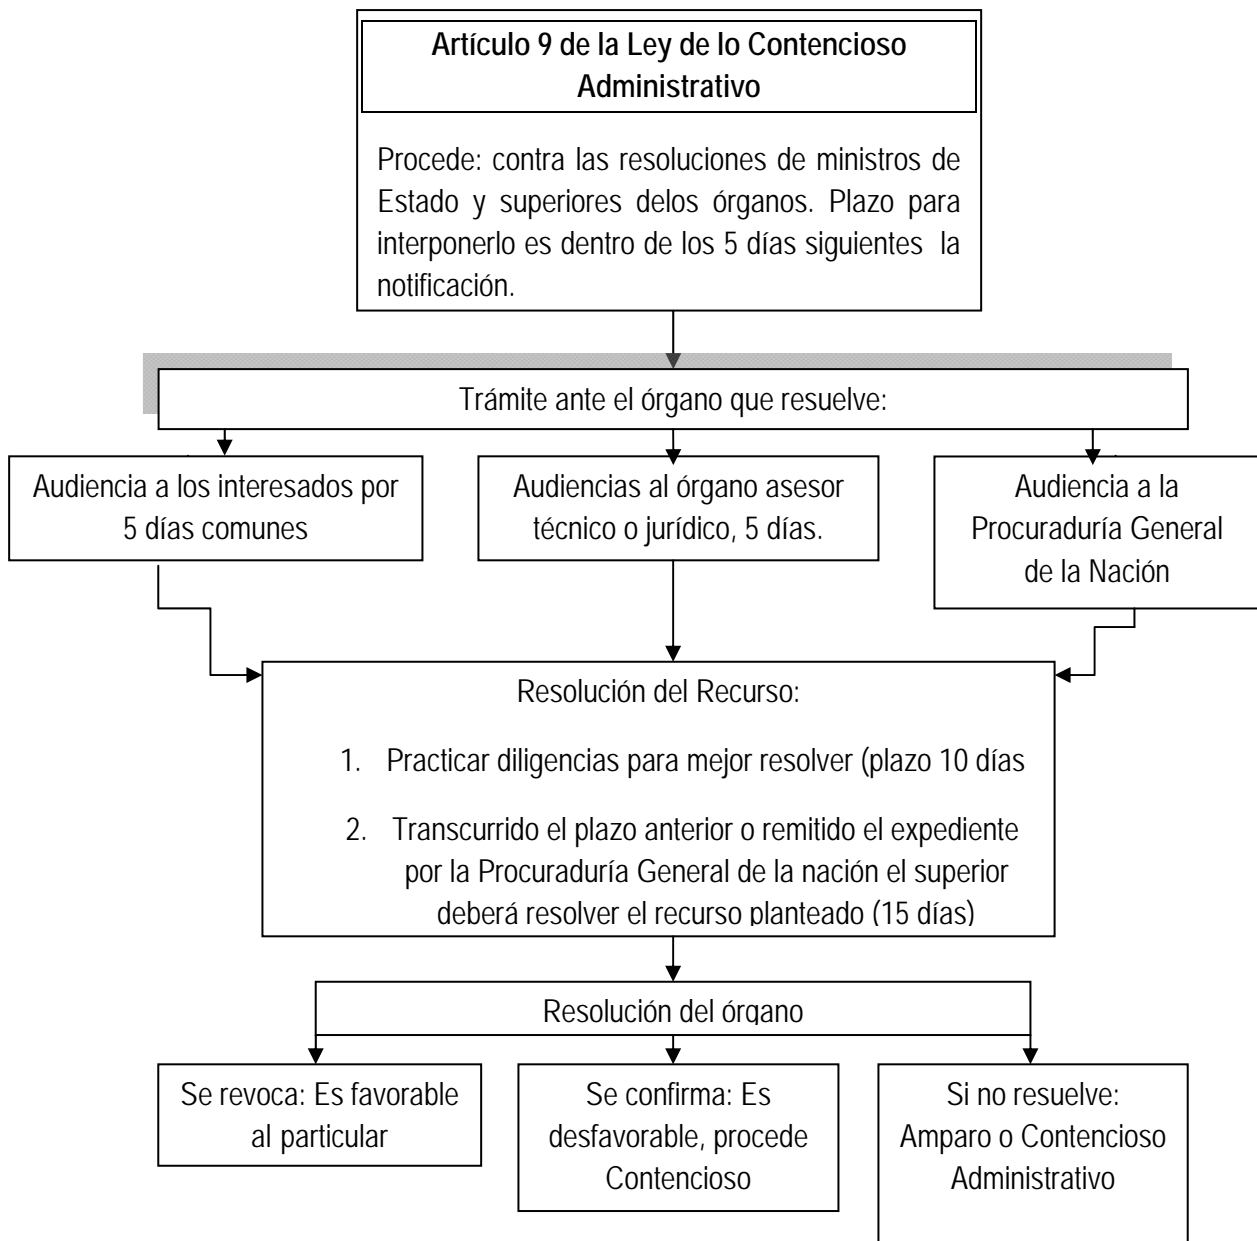 Artículo 9 de la Ley de lo Contencioso
Administrativo
Procede: contra las resoluciones de ministros de
Estado y superiores delos órganos. Plazo para
interponerlo es dentro de los 5 días siguientes la
notificación.
Trámite ante el órgano que resuelve:
Audiencia a los interesados por
5 días comunes
Audiencias al órgano asesor
técnico o jurídico, 5 días.
Audiencia a la
Procuraduría General
de la Nación
Resolución del Recurso:
1. Practicar diligencias para mejor resolver (plazo 10 días
2. Transcurrido el plazo anterior o remitido el expediente
por la Procuraduría General de la nación el superior
deberá resolver el recurso planteado (15 días)
Resolución del órgano
Se revoca: Es favorable
al particular
Se confirma: Es
desfavorable, procede
Contencioso
Si no resuelve:
Amparo o Contencioso
Administrativo